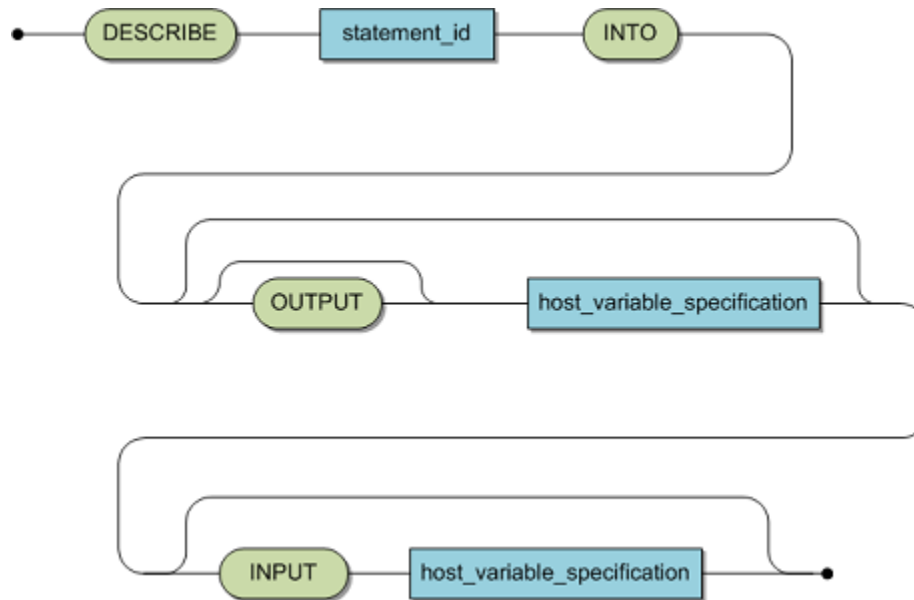 DESCRIBE statement_id INTO
OUTPUT host_variable_specification
INPUT host_variable_specification